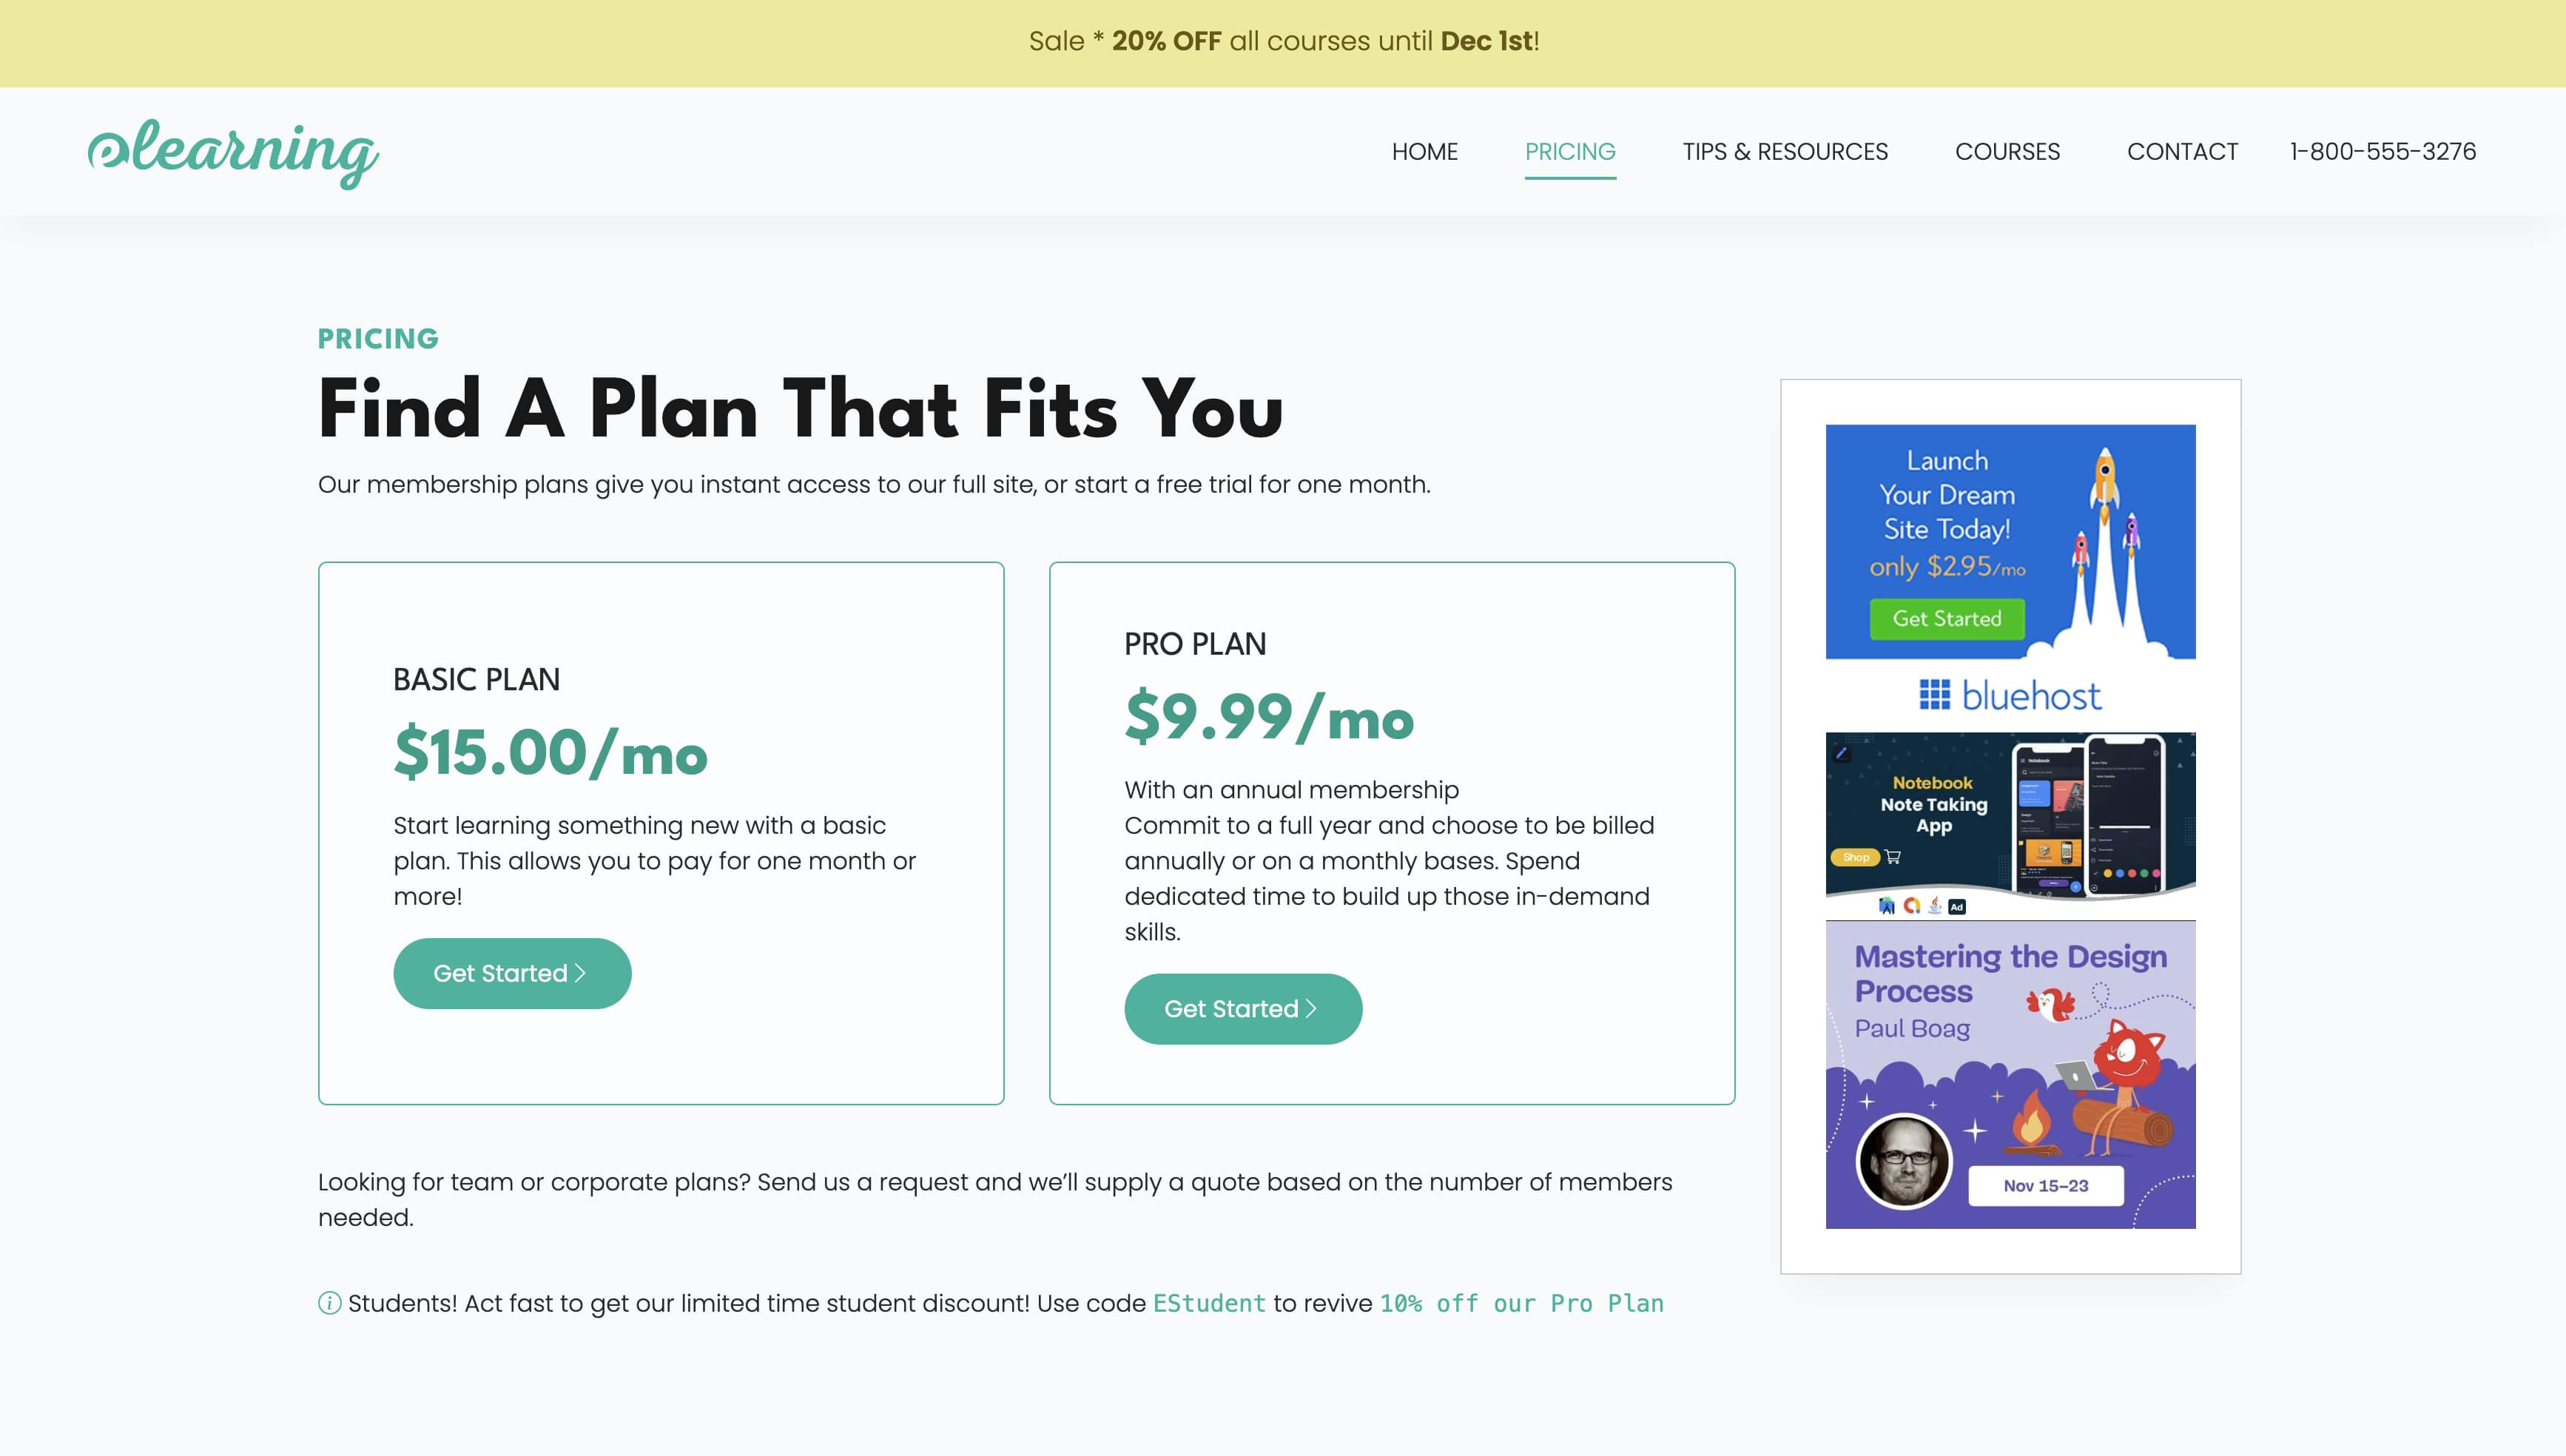 Sale * 20% OFF all courses until Dec 1st!
elearning
HOME
PRICING
TIPS & RESOURCES
COURSES
CONTACT
1-800-555-3276
PRICING
Find A Plan That Fits You
Our membership plans give you instant access to our full site, or start a free trial for one month.
BASIC PLAN
$15.00/mo
Start learning something new with a basic
plan. This allows you to pay for one month or
more!
Get Started
PRO PLAN
$9.99/mo
With an annual membership
Commit to a full year and choose to be billed
annually or on a monthly bases. Spend
dedicated time to build up those in-demand
skills.
Get Started
Looking for team or corporate plans? Send us a request and we’ll supply a quote based on the number of members
needed.
Students! Act fast to get our limited time student discount! Use code EStudent to revive 10% off our Pro Plan
Launch
Your Dream
Site Today!
only $2.95/mo
Get Started
bluehost
Notebook
Note Taking
App
Shop
Notebook
Ad
Mastering the Design
Process
Paul Boag
Nov 15–23